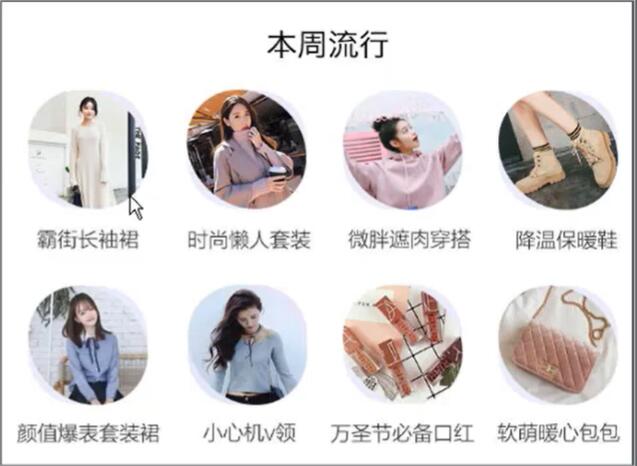 本周流行
霸街长袖裙
时尚懒人套装
微胖遮肉穿搭
降温保暖鞋
颜值爆表套装裙
小心机v领
万圣节必备口红
软萌暖心包包